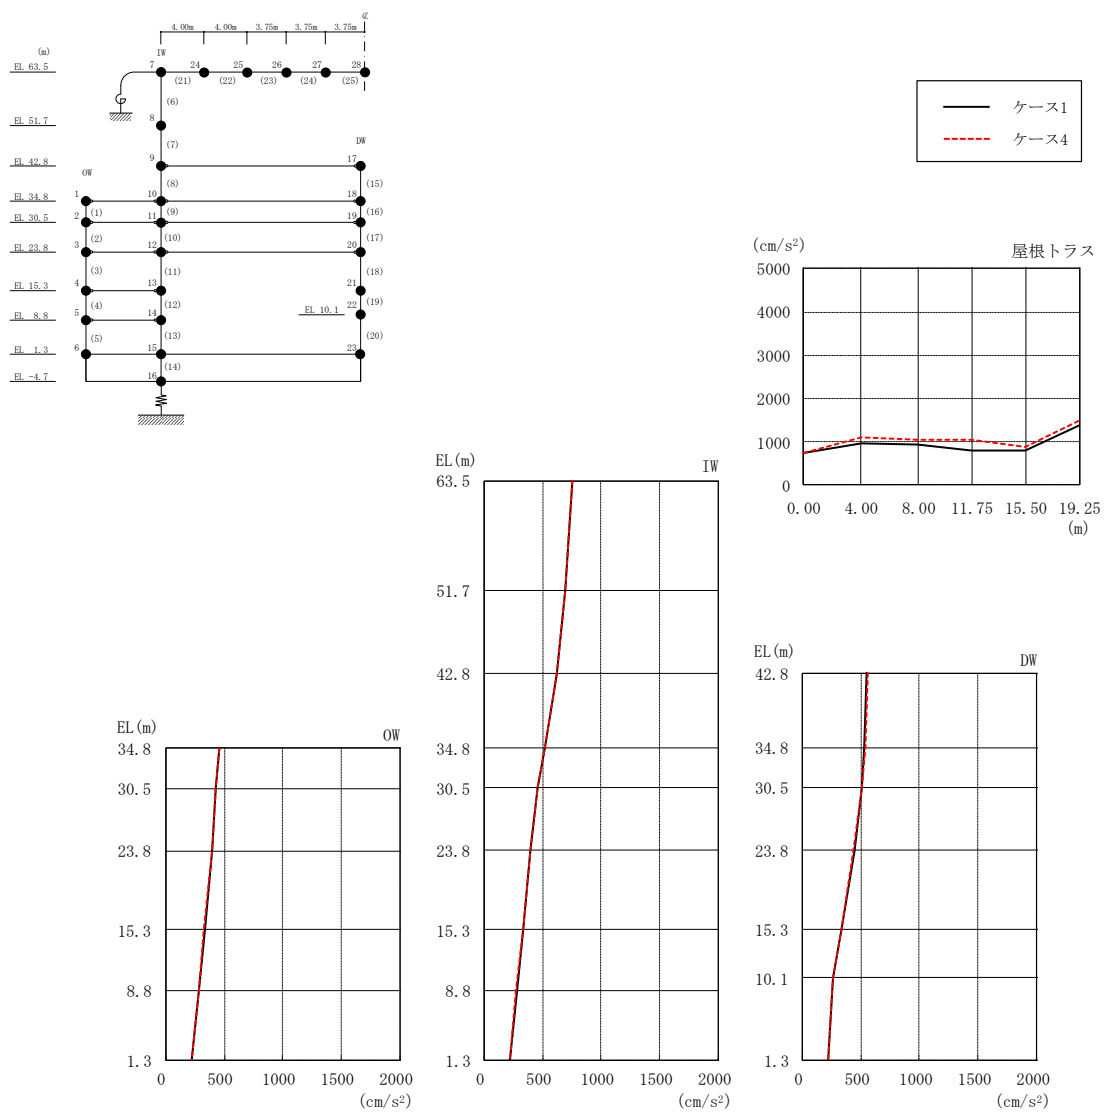 ℄
4.00m 4.00m 3.75m 3.75m 3.75m
(m)
IW
EL 63.5 7 24 25 26 27 28
(21) (22) (23) (24) (25)
(6)
EL 51.7 8
(7)
DW
EL 42.8 9 17
OW
(8) (15)
EL 34.8 1 10 18
(1) (9) (16)
EL 30.5 2 11 19
(2) (10) (17)
EL 23.8 3 12 20
(3) (11) (18)
EL 15.3 4 13 21
(4) (12) (19)
EL 10.1 22
EL 8.8 5 14
(5) (13) (20)
EL 1.3 6 15 23
(14)
EL -4.7 16
ケース1
ケース4
(cm/s²)
屋根トラス
5000
4000
3000
2000
1000
0
0.00 4.00 8.00 11.75 15.50 19.25
(m)
EL(m)
IW
63.5
51.7
42.8
34.8
30.5
23.8
15.3
8.8
1.3
0 500 1000 1500 2000
(cm/s²)
EL(m)
OW
34.8
30.5
23.8
15.3
8.8
1.3
0 500 1000 1500 2000
(cm/s²)
EL(m)
DW
42.8
34.8
30.5
23.8
15.3
10.1
1.3
0 500 1000 1500 2000
(cm/s²)